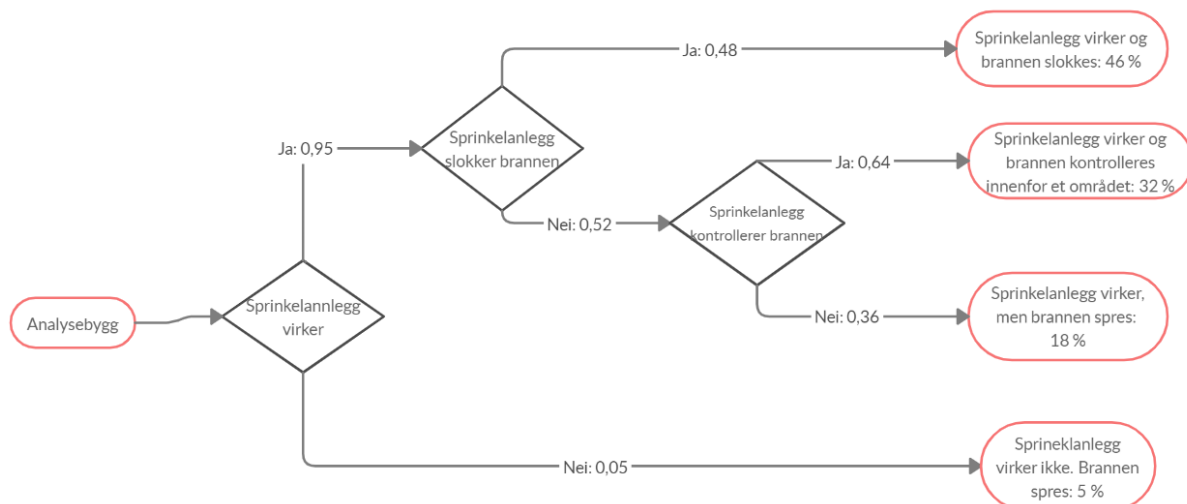 Ja: 0,48
Sprinkelanlegg virker og
brannen slokkes: 46 %
Sprinkelanlegg
slokker brannen
Ja: 0,95
Sprinkelanlegg virker og
brannen kontrolleres
innenfor et området: 32 %
Ja: 0,64
Nei: 0,52
Sprinkelanlegg
kontrollerer brannen
Analysebygg
Sprinkelannlegg
virker
Nei: 0,36
Sprinkelanlegg virker,
men brannen spres:
18 %
Nei: 0,05
Sprineklanlegg
virker ikke. Brannen
spres: 5 %